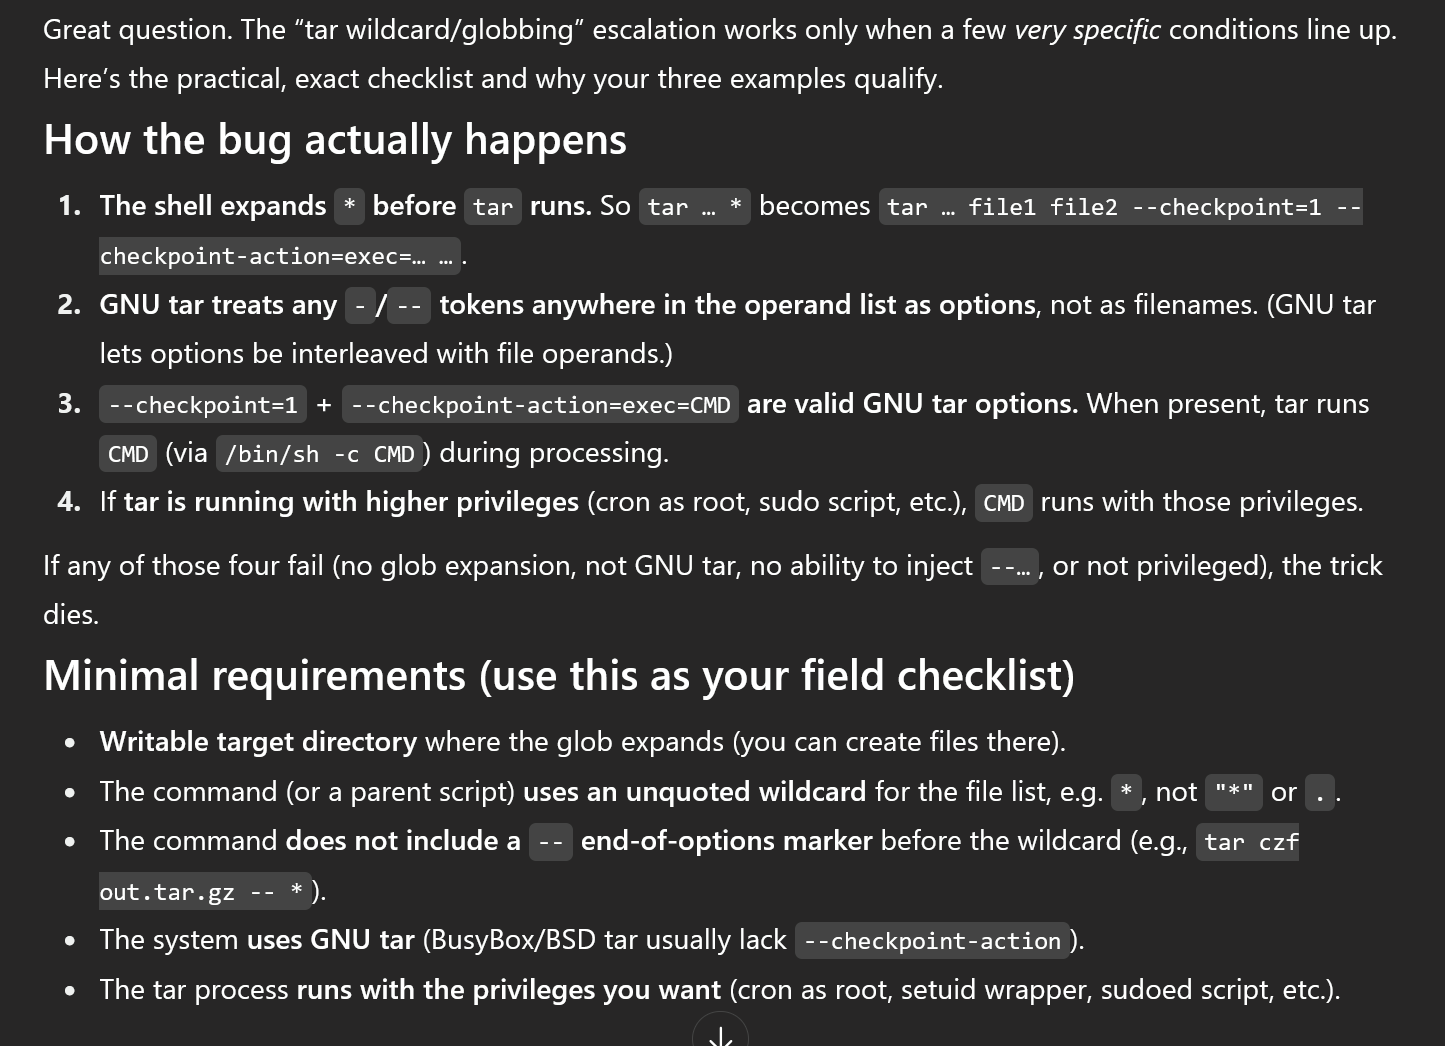 Great question. The “tar wildcard/globbing” escalation works only when a few very specific conditions line up.
Here’s the practical, exact checklist and why your three examples qualify.
How the bug actually happens
1. The shell expands * before tar runs. So tar … * becomes tar … file1 file2 --checkpoint=1 --
checkpoint-action=exec=… ….
2. GNU tar treats any -/-- tokens anywhere in the operand list as options, not as filenames. (GNU tar
lets options be interleaved with file operands.)
3. --checkpoint=1 + --checkpoint-action=exec=CMD are valid GNU tar options. When present, tar runs
CMD (via /bin/sh -c CMD) during processing.
4. If tar is running with higher privileges (cron as root, sudo script, etc.), CMD runs with those privileges.
If any of those four fail (no glob expansion, not GNU tar, no ability to inject --…, or not privileged), the trick
dies.
Minimal requirements (use this as your field checklist)
• Writable target directory where the glob expands (you can create files there).
• The command (or a parent script) uses an unquoted wildcard for the file list, e.g. *, not "*" or ..
• The command does not include a -- end-of-options marker before the wildcard (e.g., tar czf
out.tar.gz -- *).
• The system uses GNU tar (BusyBox/BSD tar usually lack --checkpoint-action).
• The tar process runs with the privileges you want (cron as root, setuid wrapper, sudoed script, etc.).